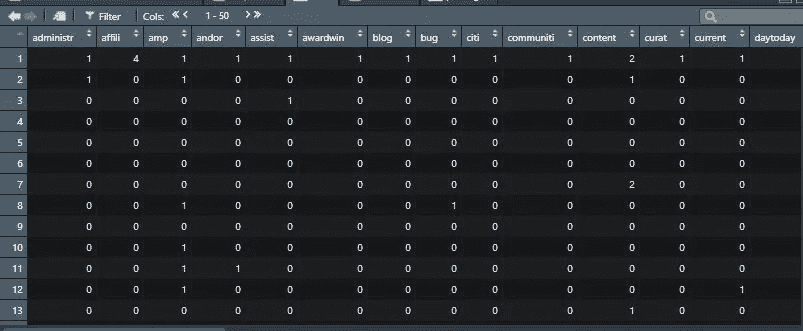 Filter Cols: 1 - 50
administr affili amp andor assist awardwin blog bug citi communiti content curat current daytoday
1 1 4 1 1 1 1 1 1 1 1 2 1 1
2 1 0 1 0 0 0 0 0 0 0 1 0 0
3 0 0 0 0 1 0 0 0 0 0 0 0 0
4 0 0 0 0 0 0 0 0 0 0 0 0 0
5 0 0 0 0 0 0 0 0 0 0 0 0 0
6 0 0 0 0 0 0 0 0 0 0 0 0 0
7 0 0 0 0 0 0 0 0 0 0 2 0 0
8 0 0 1 0 0 0 0 1 0 0 0 0 0
9 0 0 0 0 0 0 0 0 0 0 0 0 0
10 0 0 1 0 0 0 0 0 0 0 0 0 0
11 0 0 1 1 0 0 0 0 0 0 0 0 0
12 0 0 1 0 0 0 0 0 0 0 0 0 1
13 0 0 0 0 0 0 0 0 0 0 1 0 0